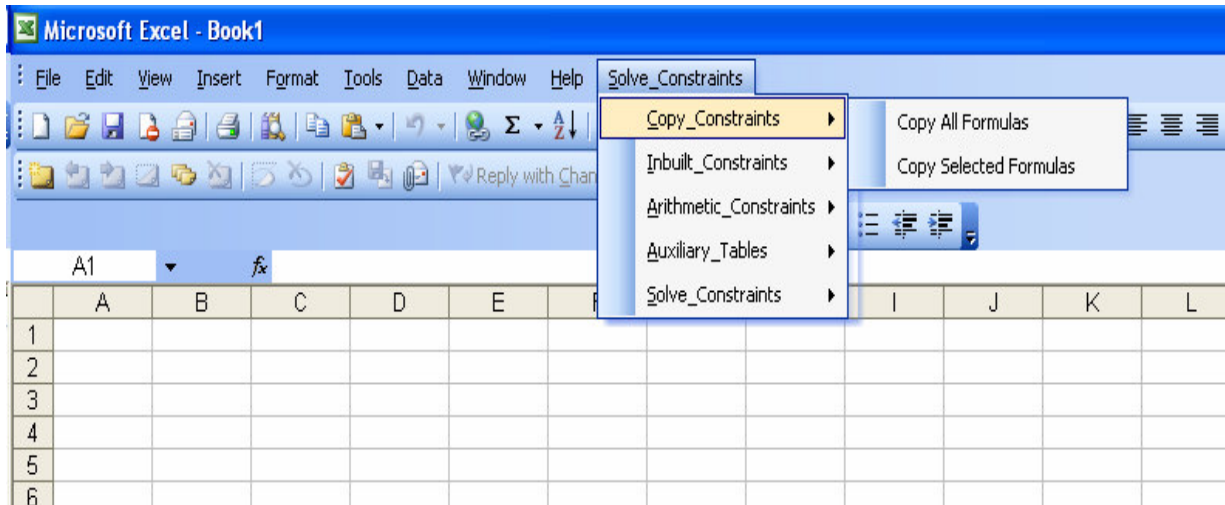 Microsoft Excel - Book1
File Edit View Insert Format Tools Data Window Help Solve_Constraints
Copy_Constraints
Copy All Formulas
Copy Selected Formulas
Inbuilt_Constraints
Arithmetic_Constraints
Auxiliary_Tables
Solve_Constraints
Reply with Chan
A1 fx
A B C D E F I J K L
1
2
3
4
5
6